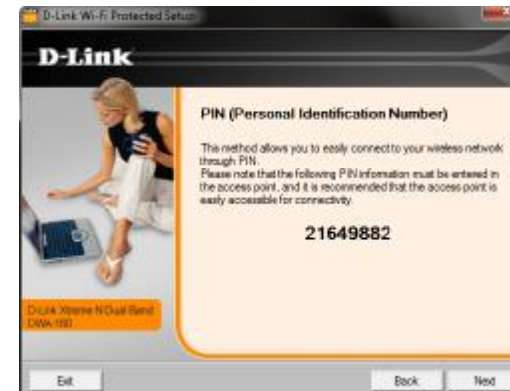 D-Link Wi-Fi Protected Setup
D-Link
PIN (Personal Identification Number)
This method allows you to easily connect to your wireless network
through PIN.
Please note that the following PIN information must be entered in
the access point, and it is recommended that the access point is
easily accessible for connectivity.
21649882
D-Link Xtreme N Dual Band
DWA-160
Exit
Back
Next